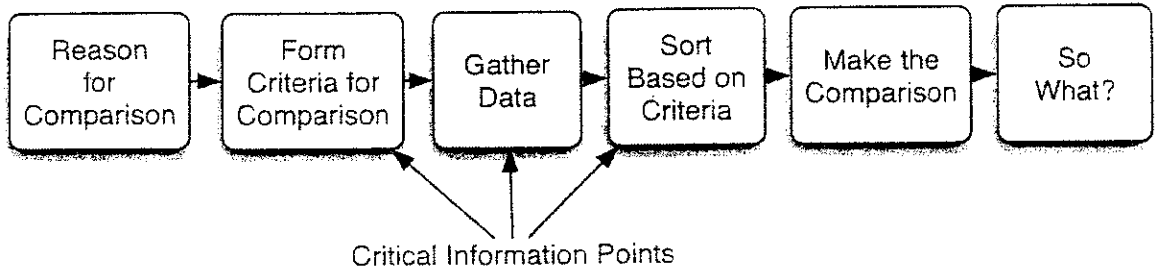 Reason
for
Comparison
Form
Criteria for
Comparison
Gather
Data
Sort
Based on
Criteria
Make the
Comparison
So
What?
Critical Information Points